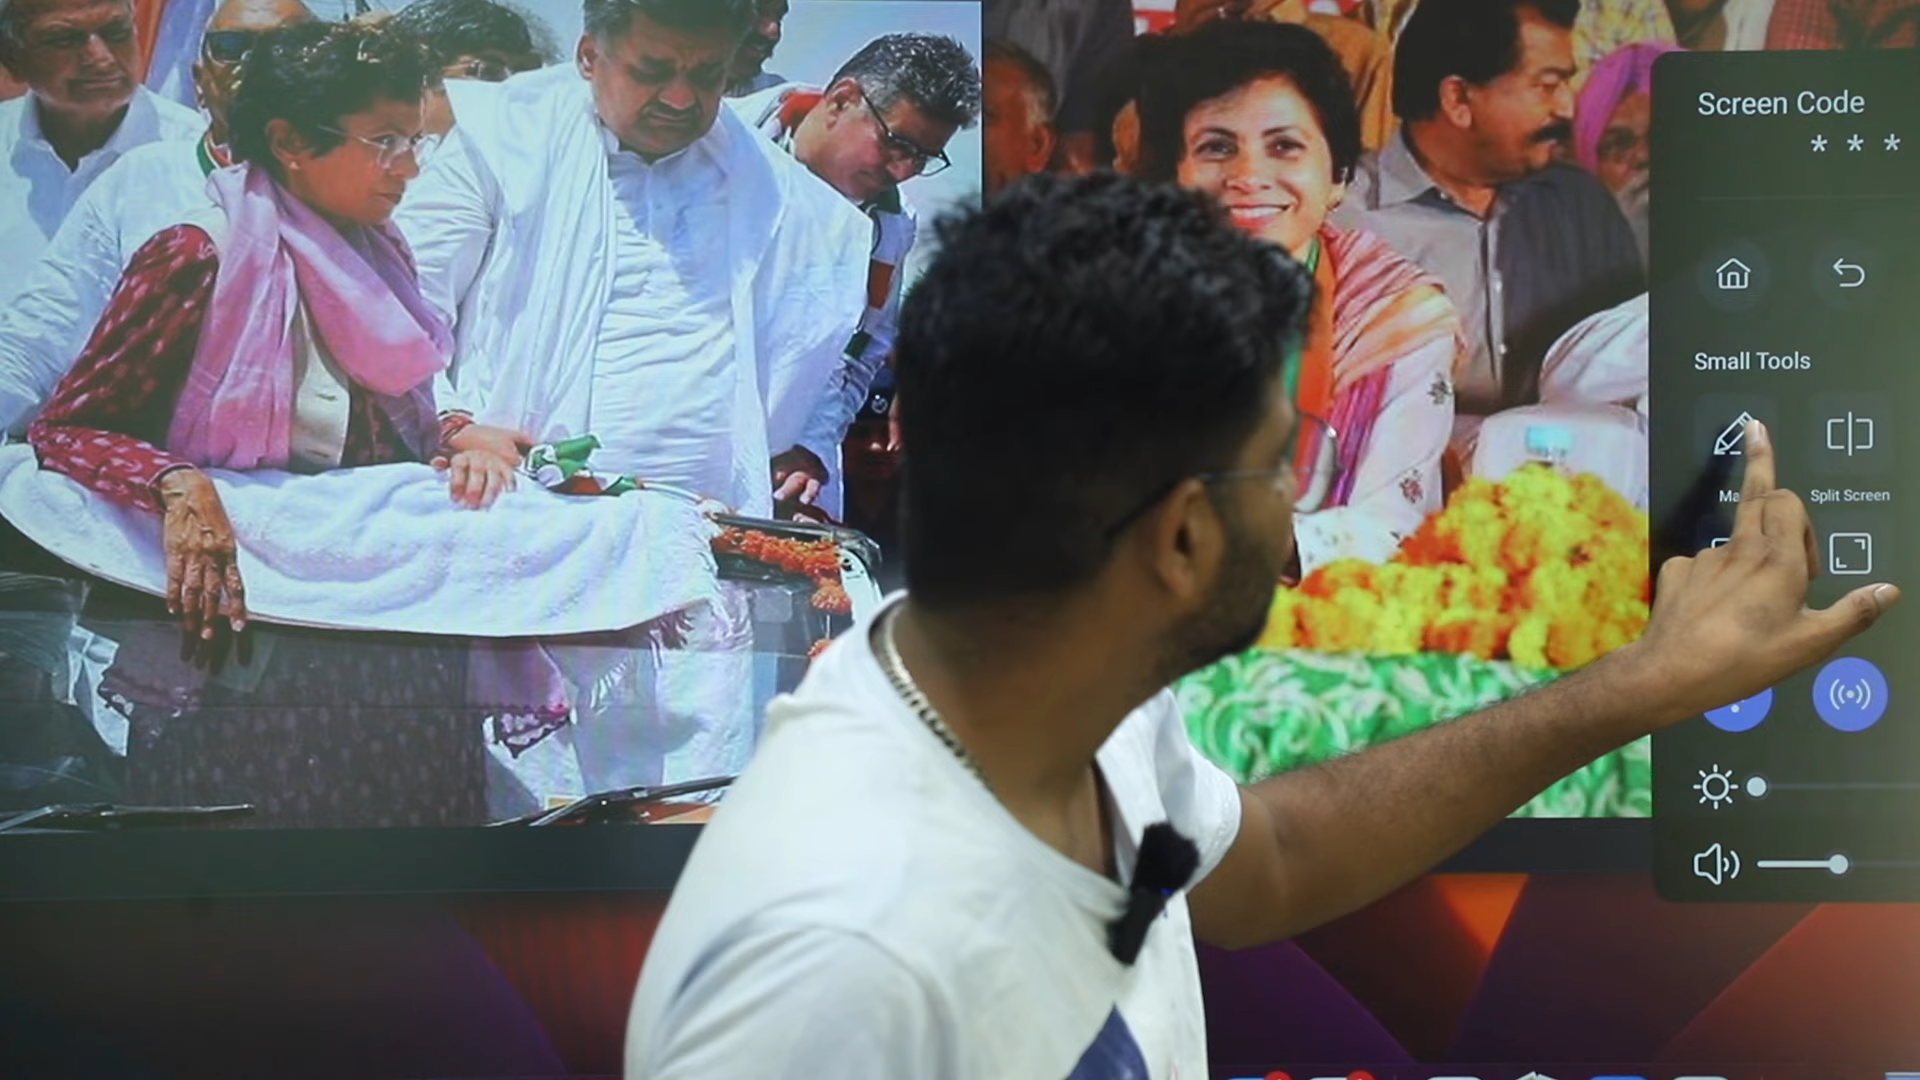 Screen Code
* * *
Small Tools
Split Screen